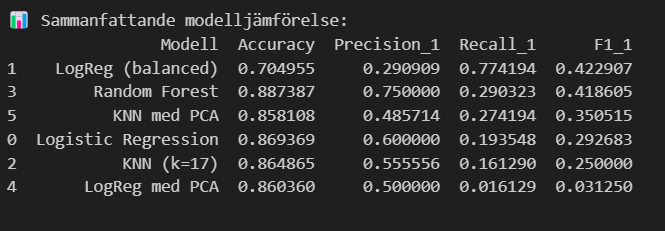 📊 Sammanfattande modelljämförelse:
Modell Accuracy Precision_1 Recall_1 F1_1
1 LogReg (balanced) 0.704955 0.290909 0.774194 0.422907
3 Random Forest 0.887387 0.750000 0.290323 0.418605
5 KNN med PCA 0.858108 0.485714 0.274194 0.350515
0 Logistic Regression 0.869369 0.600000 0.193548 0.292683
2 KNN (k=17) 0.864865 0.555556 0.161290 0.250000
4 LogReg med PCA 0.860360 0.500000 0.016129 0.031250